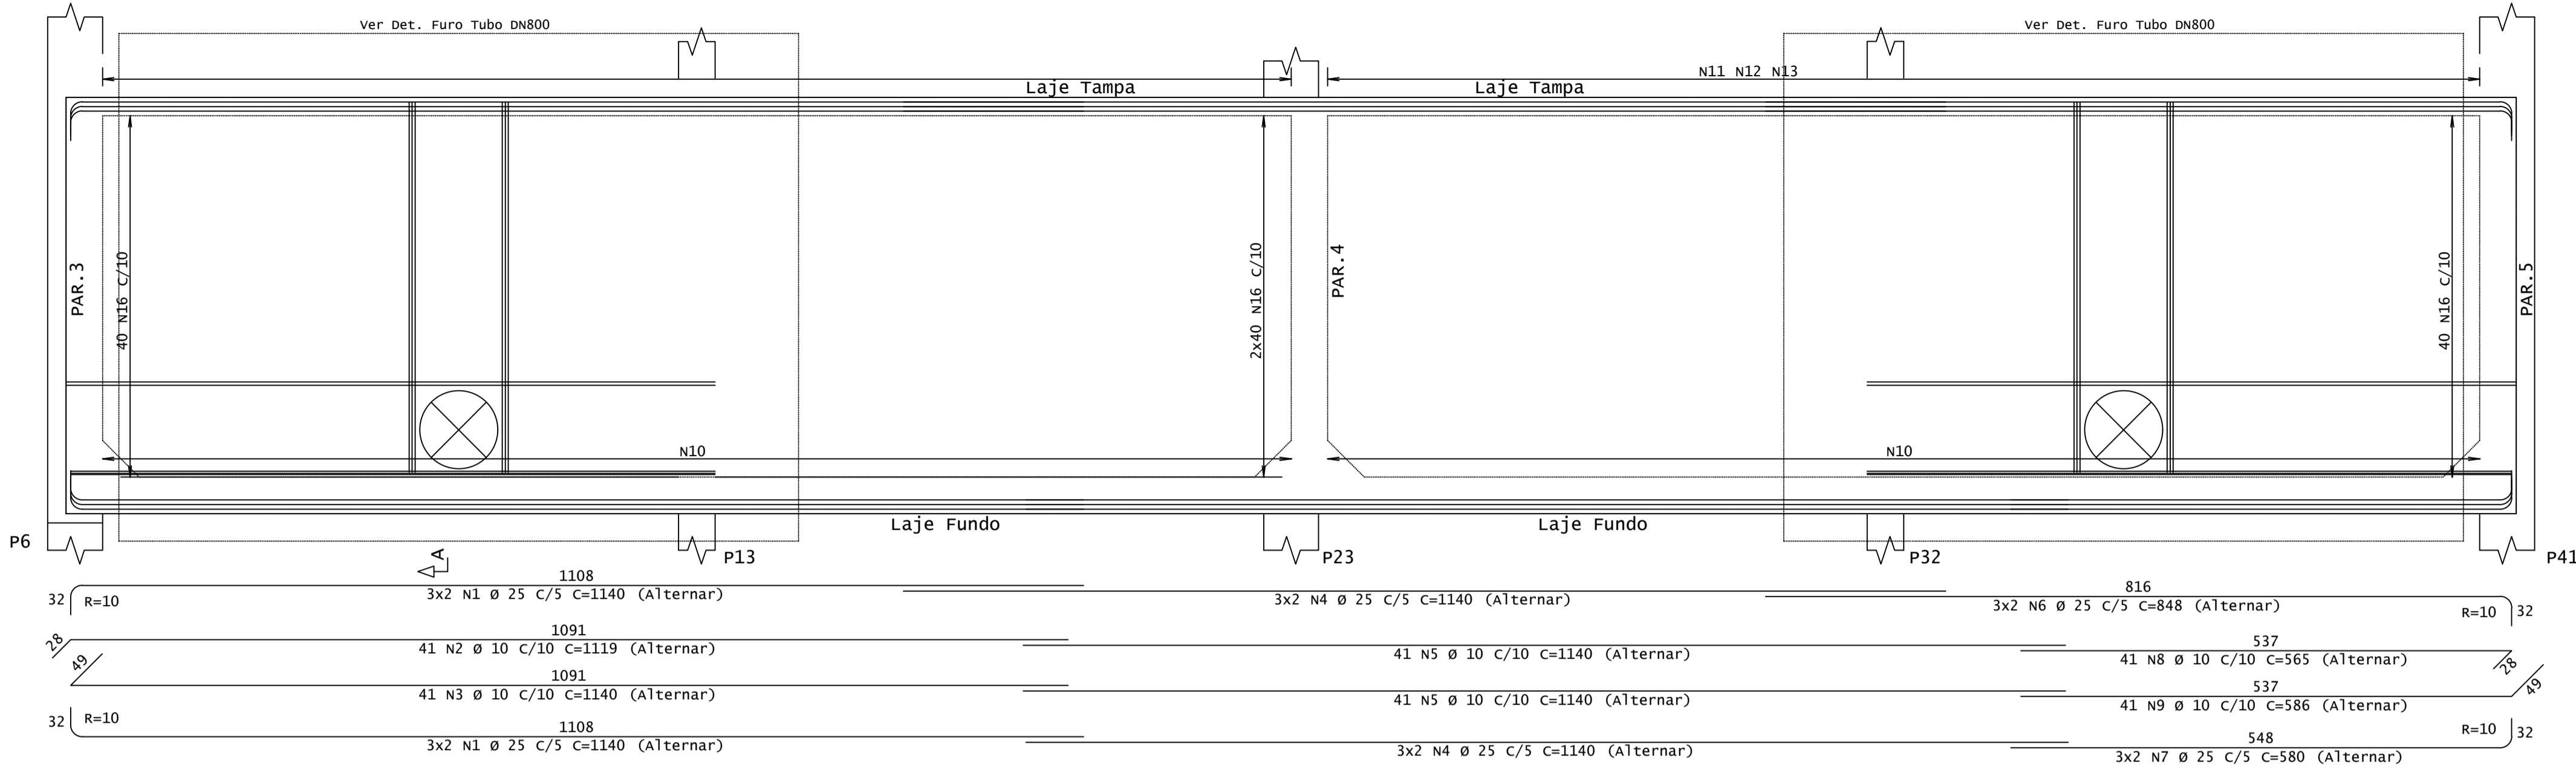 Ver Det. Furo Tubo DN800
Ver Det. Furo Tubo DN800
N11 N12 N13
Laje Tampa
Laje Tampa
PAR.3
40 N16 C/10
2x40 N16 C/10
PAR.4
40 N16 C/10
PAR.5
N10
N10
Laje Fundo
Laje Fundo
P6
A
P13
P23
P32
P41
1108
32
R=10
3x2 N1 Ø 25 C/5 C=1140 (Alternar)
3x2 N4 Ø 25 C/5 C=1140 (Alternar)
816
3x2 N6 Ø 25 C/5 C=848 (Alternar)
R=10
32
28
1091
41 N2 Ø 10 C/10 C=1119 (Alternar)
41 N5 Ø 10 C/10 C=1140 (Alternar)
537
41 N8 Ø 10 C/10 C=565 (Alternar)
28
49
1091
41 N3 Ø 10 C/10 C=1140 (Alternar)
41 N5 Ø 10 C/10 C=1140 (Alternar)
537
41 N9 Ø 10 C/10 C=586 (Alternar)
49
32
R=10
1108
3x2 N1 Ø 25 C/5 C=1140 (Alternar)
3x2 N4 Ø 25 C/5 C=1140 (Alternar)
548
3x2 N7 Ø 25 C/5 C=580 (Alternar)
R=10
32